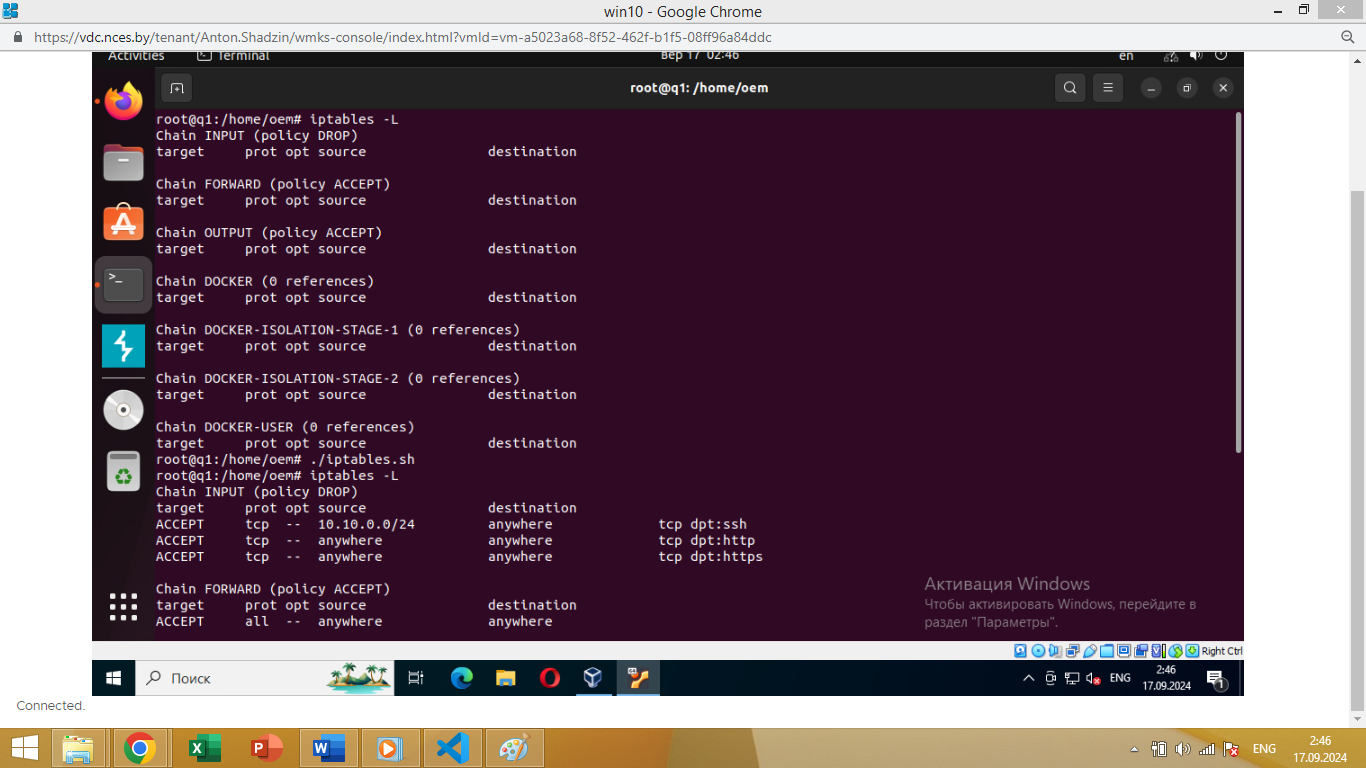 win10 - Google Chrome
https://vdc.nces.by/tenant/Anton.Shadzin/wmks-console/index.html?vmId=vm-a5023a68-8f52-462f-b1f5-08ff96a84ddc
Activities Terminal Вер 17 02:46 en
root@q1: /home/oem
root@q1:/home/oem# iptables -L
Chain INPUT (policy DROP)
target prot opt source destination
Chain FORWARD (policy ACCEPT)
target prot opt source destination
Chain OUTPUT (policy ACCEPT)
target prot opt source destination
Chain DOCKER (0 references)
target prot opt source destination
Chain DOCKER-ISOLATION-STAGE-1 (0 references)
target prot opt source destination
Chain DOCKER-ISOLATION-STAGE-2 (0 references)
target prot opt source destination
Chain DOCKER-USER (0 references)
target prot opt source destination
root@q1:/home/oem# ./iptables.sh
root@q1:/home/oem# iptables -L
Chain INPUT (policy DROP)
target prot opt source destination
ACCEPT tcp -- 10.10.0.0/24 anywhere tcp dpt:ssh
ACCEPT tcp -- anywhere anywhere tcp dpt:http
ACCEPT tcp -- anywhere anywhere tcp dpt:https
Chain FORWARD (policy ACCEPT)
target prot opt source destination
ACCEPT all -- anywhere anywhere
Активация Windows
Чтобы активировать Windows, перейдите в
раздел "Параметры".
Right Ctrl
Поиск
ENG
2:46
17.09.2024
1
Connected.
ENG
2:46
17.09.2024